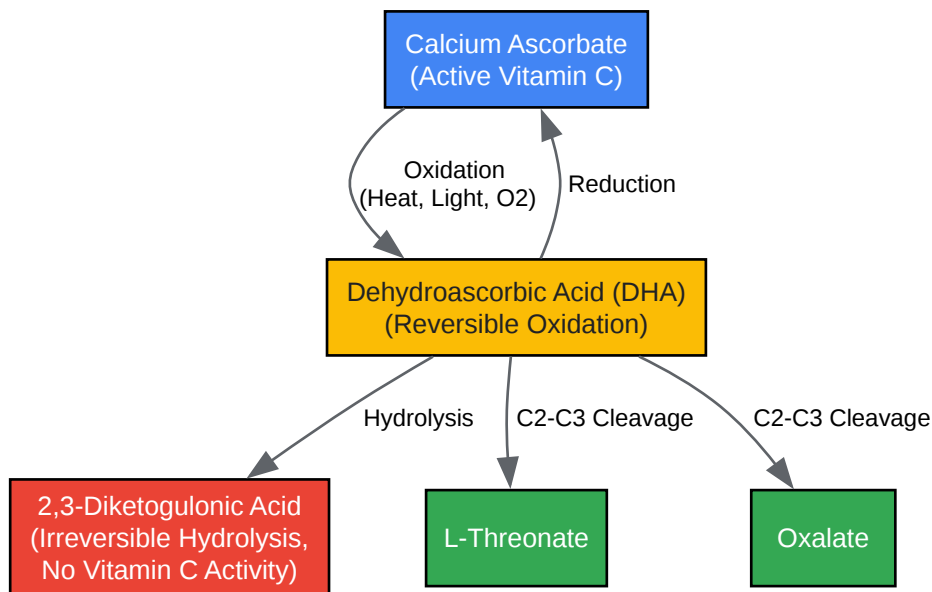 Calcium Ascorbate
(Active Vitamin C)
Oxidation
(Heat, Light, O2)
Reduction
Dehydroascorbic Acid (DHA)
(Reversible Oxidation)
Hydrolysis
C2-C3 Cleavage
C2-C3 Cleavage
2,3-Diketogulonic Acid
(Irreversible Hydrolysis,
No Vitamin C Activity)
L-Threonate
Oxalate